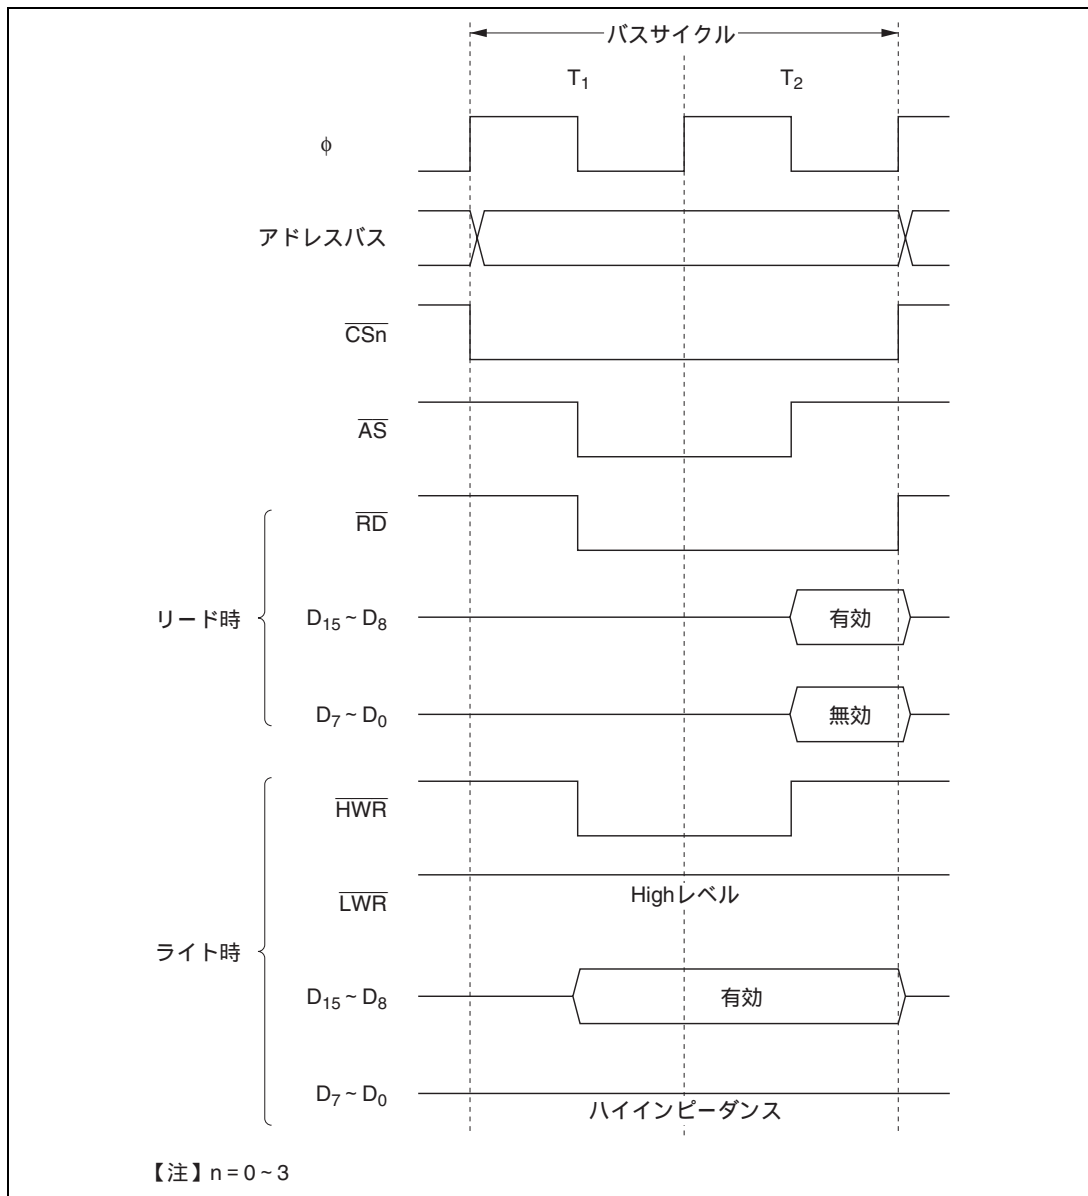 バスサイクル
T1 T2
φ
アドレスバス
CSn
AS
RD
リード時
D15~D8 有効
D7~D0 無効
HWR
LWR Highレベル
ライト時
D15~D8 有効
D7~D0 ハイインピーダンス
【注】n = 0~3